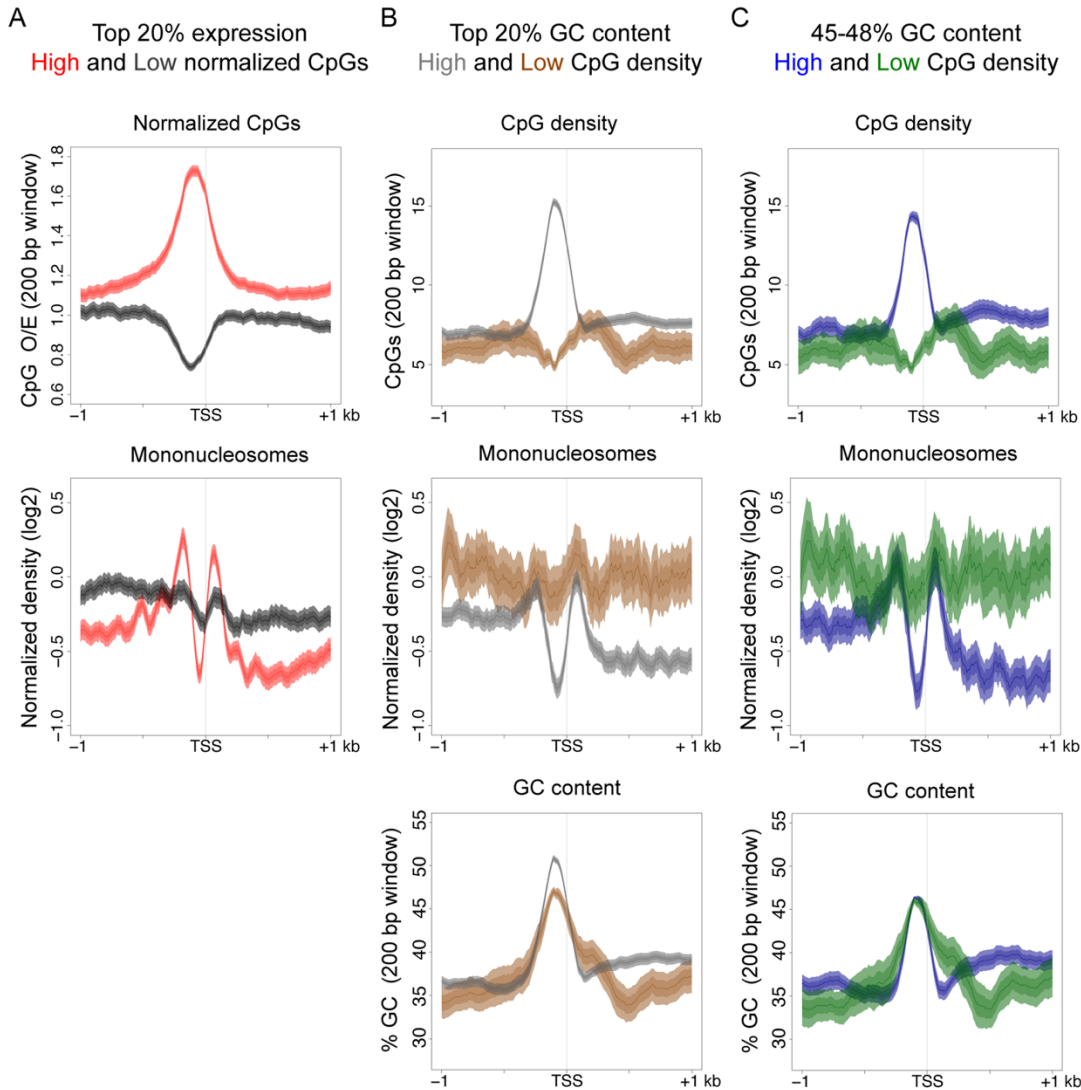 A
Top 20% expression
High and Low normalized CpGs
Normalized CpGs
CpG O/E (200 bp window)
1.8
1.6
1.4
1.2
1.0
0.8
0.6
−1
TSS
+1 kb
Mononucleosomes
Normalized density (log2)
0.5
0.0
−0.5
−1.0
−1
TSS
+1 kb
B
Top 20% GC content
High and Low CpG density
CpG density
CpGs (200 bp window)
15
10
5
−1
TSS
+1 kb
Mononucleosomes
Normalized density (log2)
0.5
0.0
−0.5
−1.0
−1
TSS
+ 1 kb
GC content
% GC (200 bp window)
55
50
45
40
35
30
−1
TSS
+1 kb
C
45-48% GC content
High and Low CpG density
CpG density
CpGs (200 bp window)
15
10
5
−1
TSS
+1 kb
Mononucleosomes
Normalized density (log2)
0.5
0.0
−0.5
−1.0
−1
TSS
+1 kb
GC content
% GC (200 bp window)
55
50
45
40
35
30
−1
TSS
+1 kb